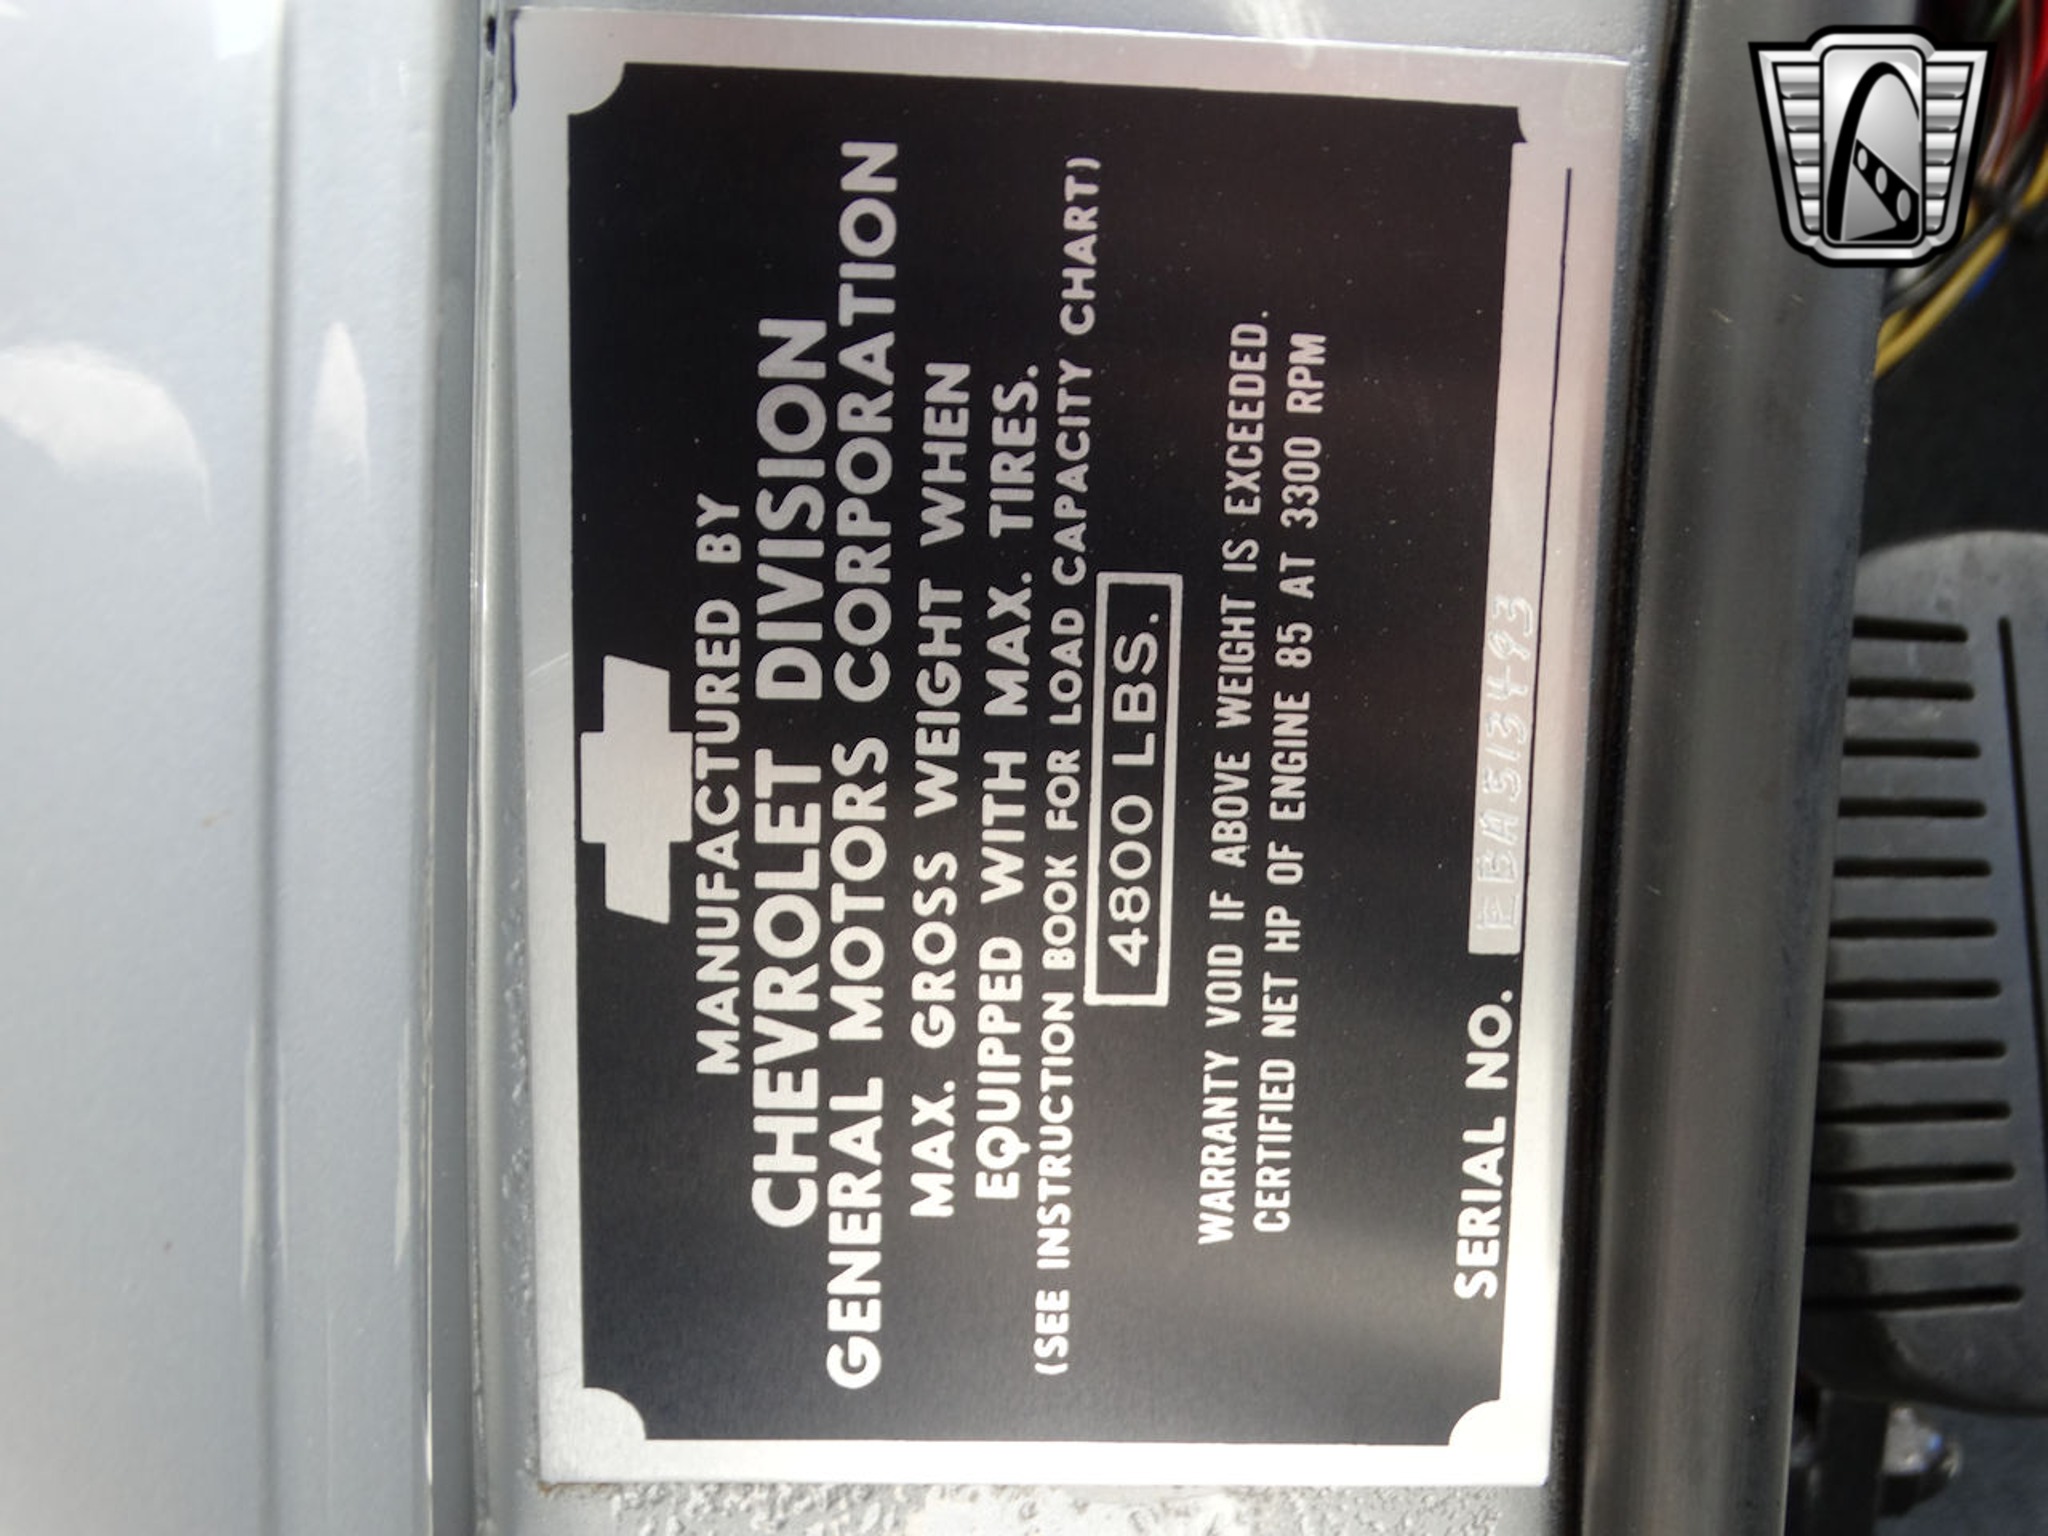 MANUFACTURED BY
CHEVROLET DIVISION
GENERAL MOTORS CORPORATION
MAX. GROSS WEIGHT WHEN
EQUIPPED WITH MAX. TIRES.
(SEE INSTRUCTION BOOK FOR LOAD CAPACITY CHART)
4800 LBS.
WARRANTY VOID IF ABOVE WEIGHT IS EXCEEDED.
CERTIFIED NET HP OF ENGINE 85 AT 3300 RPM
SERIAL NO.